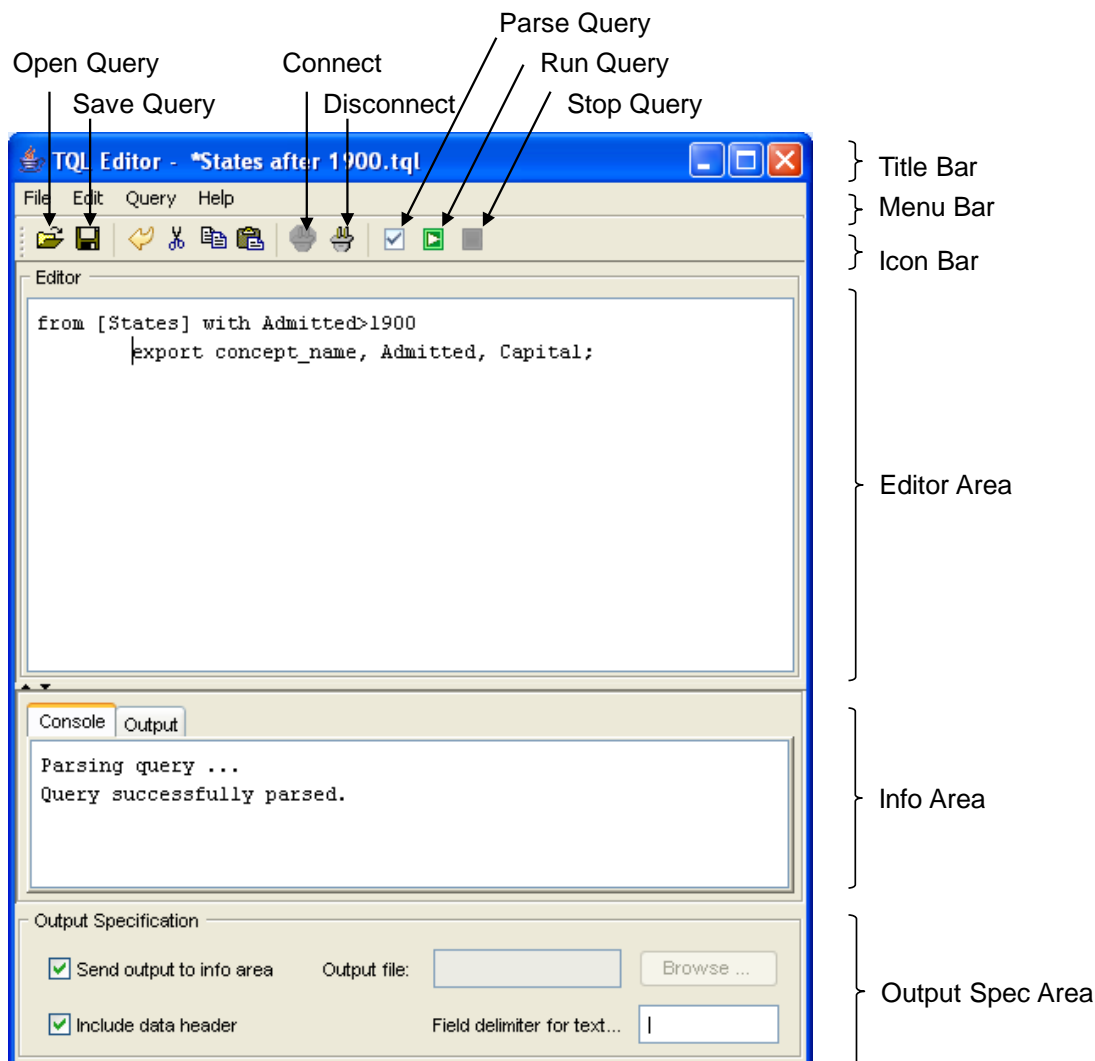 Parse Query
Open Query Connect Run Query
Save Query Disconnect Stop Query
TQL Editor - *States after 1900.tql
Title Bar
File Edit Query Help
Menu Bar
Icon Bar
Editor
from [States] with Admitted>1900
export concept_name, Admitted, Capital;
Editor Area
Console Output
Parsing query ...
Query successfully parsed.
Info Area
Output Specification
Send output to info area Output file: Browse ...
Output Spec Area
Include data header Field delimiter for text... |